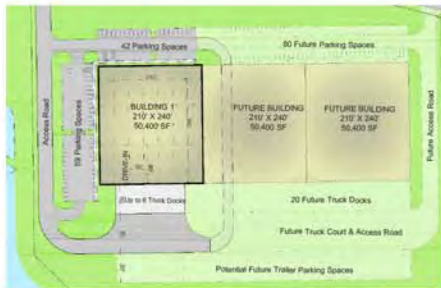 42 Parking Spaces
80 Future Parking Spaces
Access Road
59 Parking Spaces
BUILDING 1
210' X 240'
50,400 SF
FUTURE BUILDING
210' X 240'
50,400 SF
FUTURE BUILDING
210' X 240'
50,400 SF
Future Access Road
DRIVE-IN
Up to 6 Truck Docks
20 Future Truck Docks
Future Truck Court & Access Road
Potential Future Trailer Parking Spaces